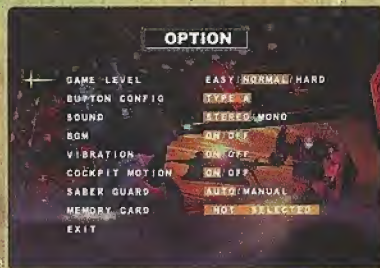 OPTION
GAME LEVEL EASY/NORMAL/HARD
BUTTON CONFIG TYPE A
SOUND STEREO/MONO
BGM ON/OFF
VIBRATION ON/OFF
COCKPIT MOTION ON/OFF
SABER GUARD AUTO/MANUAL
MEMORY CARD NOT SELECTED
EXIT